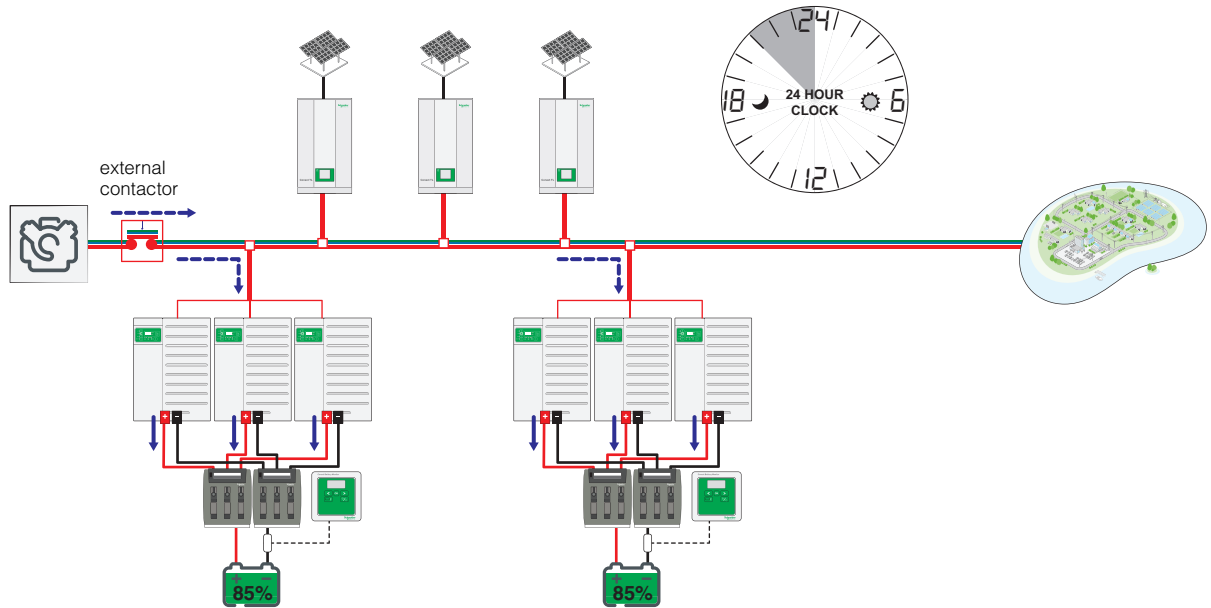 24
18
24 HOUR
CLOCK
6
12
external
contactor
+ - + - + -
+ - + - + -
+ -
85%
+ -
85%